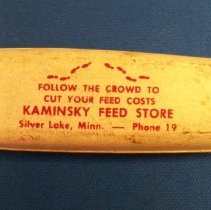 FOLLOW THE CROWD TO
CUT YOUR FEED COSTS
KAMINSKY FEED STORE
Silver Lake, Minn. — Phone 19